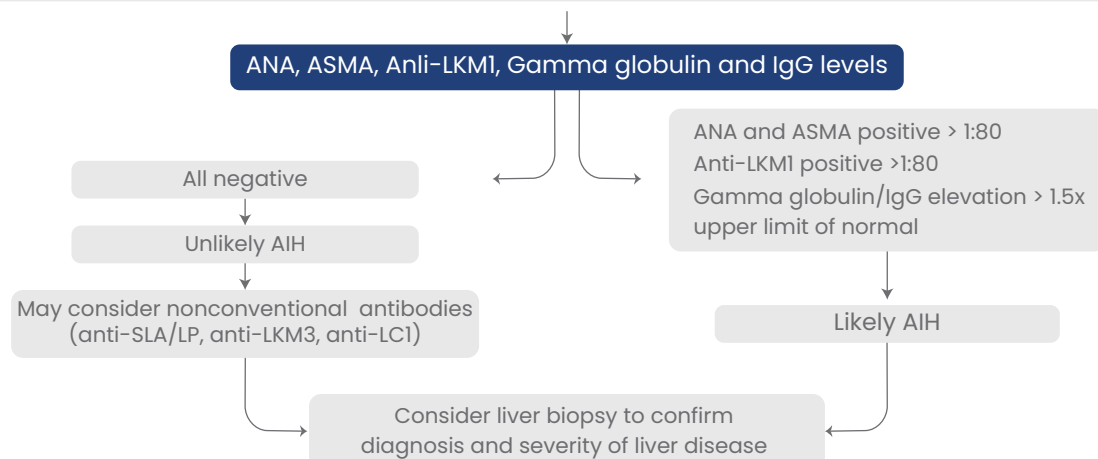 ANA, ASMA, Anli-LKM1, Gamma globulin and IgG levels
All negative
Unlikely AIH
May consider nonconventional antibodies
(anti-SLA/LP, anti-LKM3, anti-LC1)
ANA and ASMA positive > 1:80
Anti-LKM1 positive >1:80
Gamma globulin/IgG elevation > 1.5x
upper limit of normal
Likely AIH
Consider liver biopsy to confirm
diagnosis and severity of liver disease